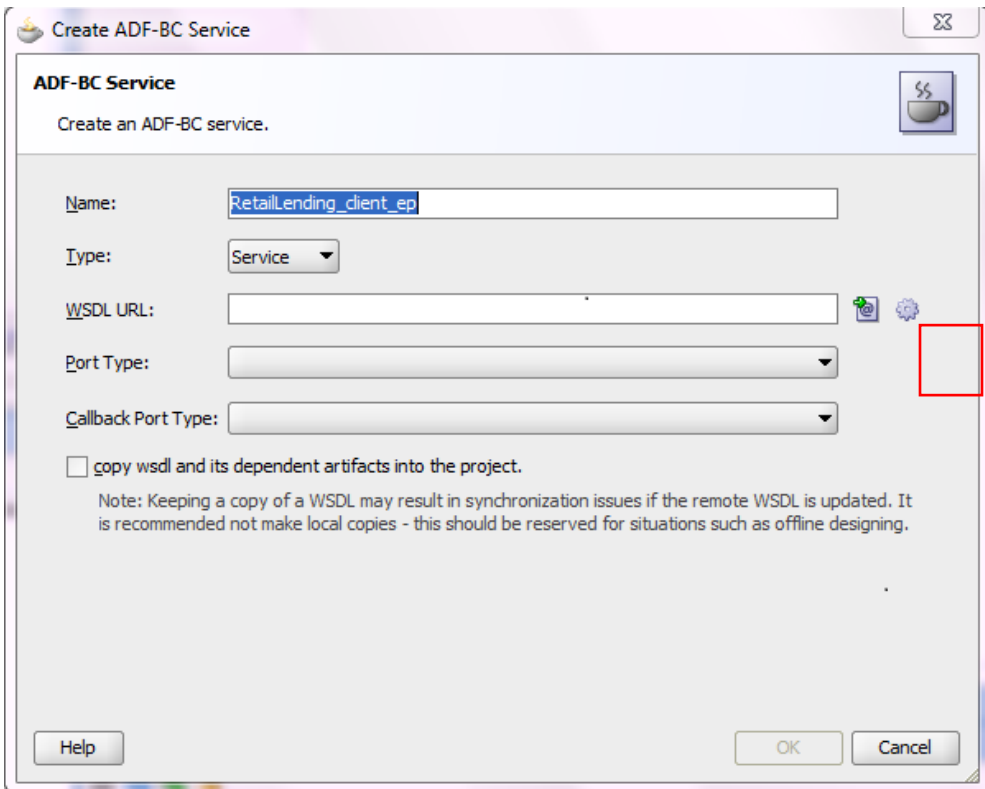 Create ADF-BC Service
ADF-BC Service
Create an ADF-BC service.
Name: RetailLending_client_ep
Type: Service
WSDL URL:
Port Type:
Callback Port Type:
copy wsdl and its dependent artifacts into the project.
Note: Keeping a copy of a WSDL may result in synchronization issues if the remote WSDL is updated. It
is recommended not make local copies - this should be reserved for situations such as offline designing.
Help OK Cancel